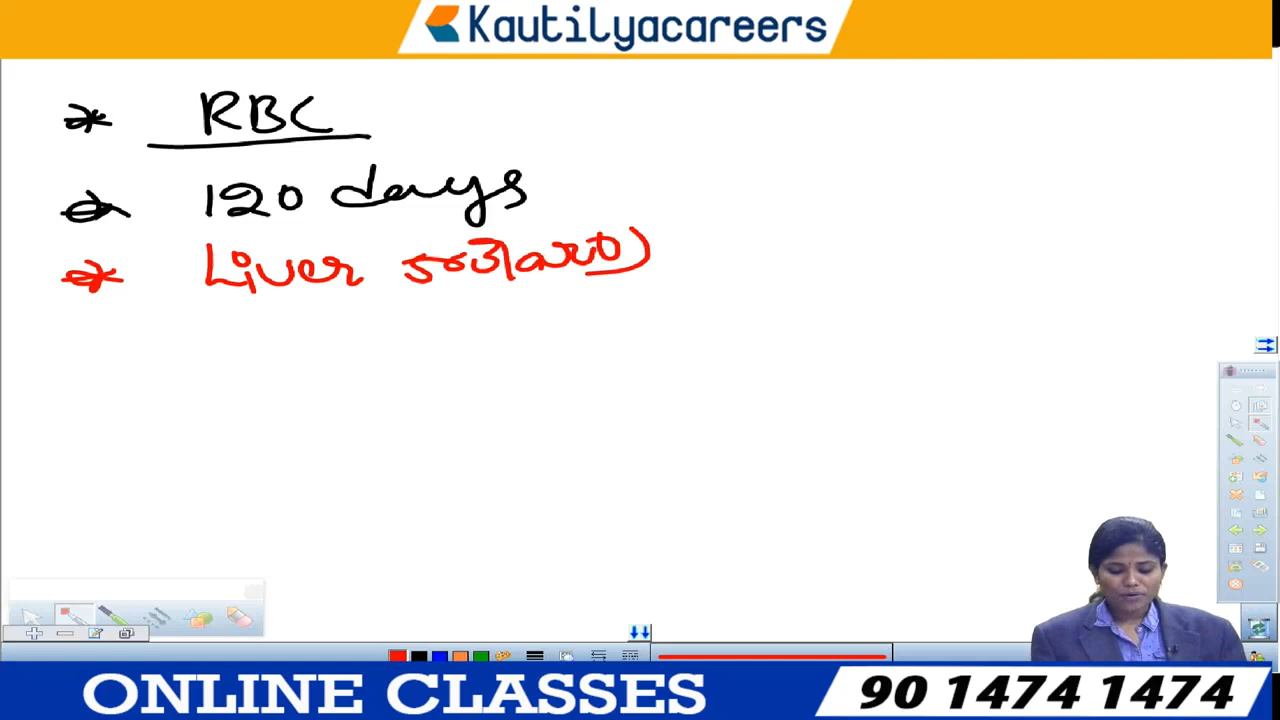 Kautilyacareers
* RBC
120 days
* Liver
ONLINE CLASSES
90 1474 1474